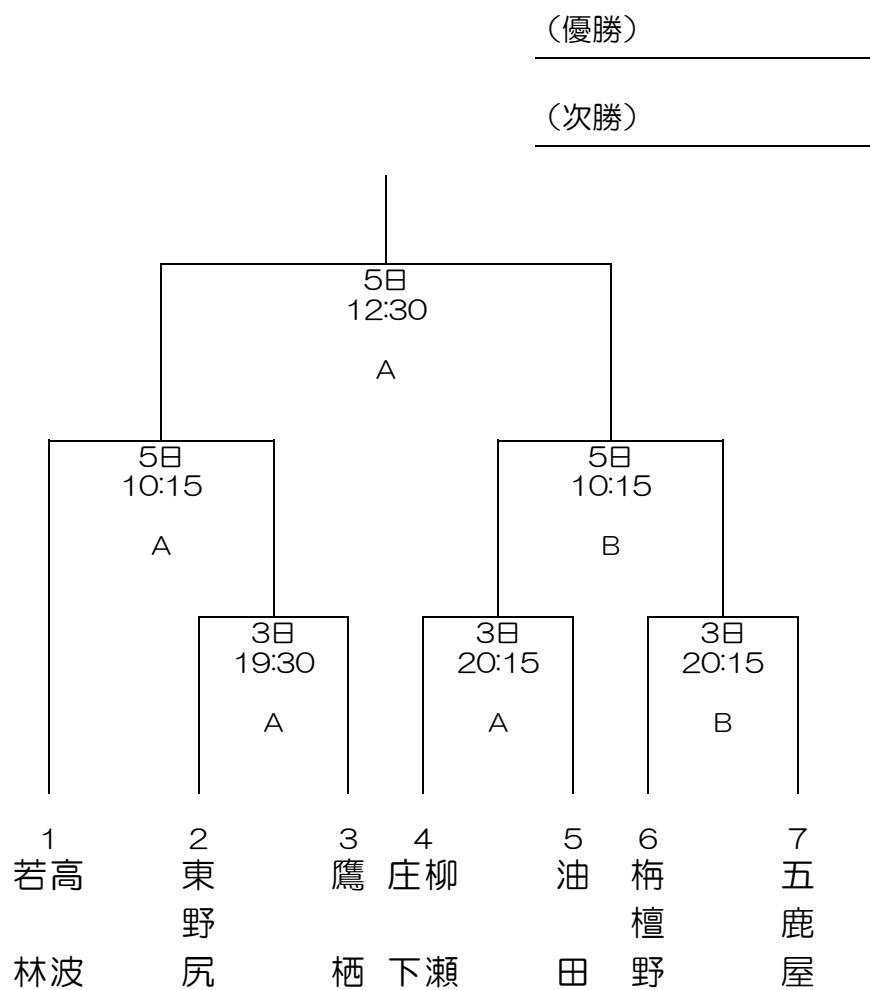 （優勝）
（次勝）
5日
12:30
A
5日
10:15
A
5日
10:15
B
3日
19:30
A
3日
20:15
A
3日
20:15
B
1
2
3
4
5
6
7
高波
若林
東野尻
鷹栖
柳瀬
庄下
油田
栴檀野
五鹿屋